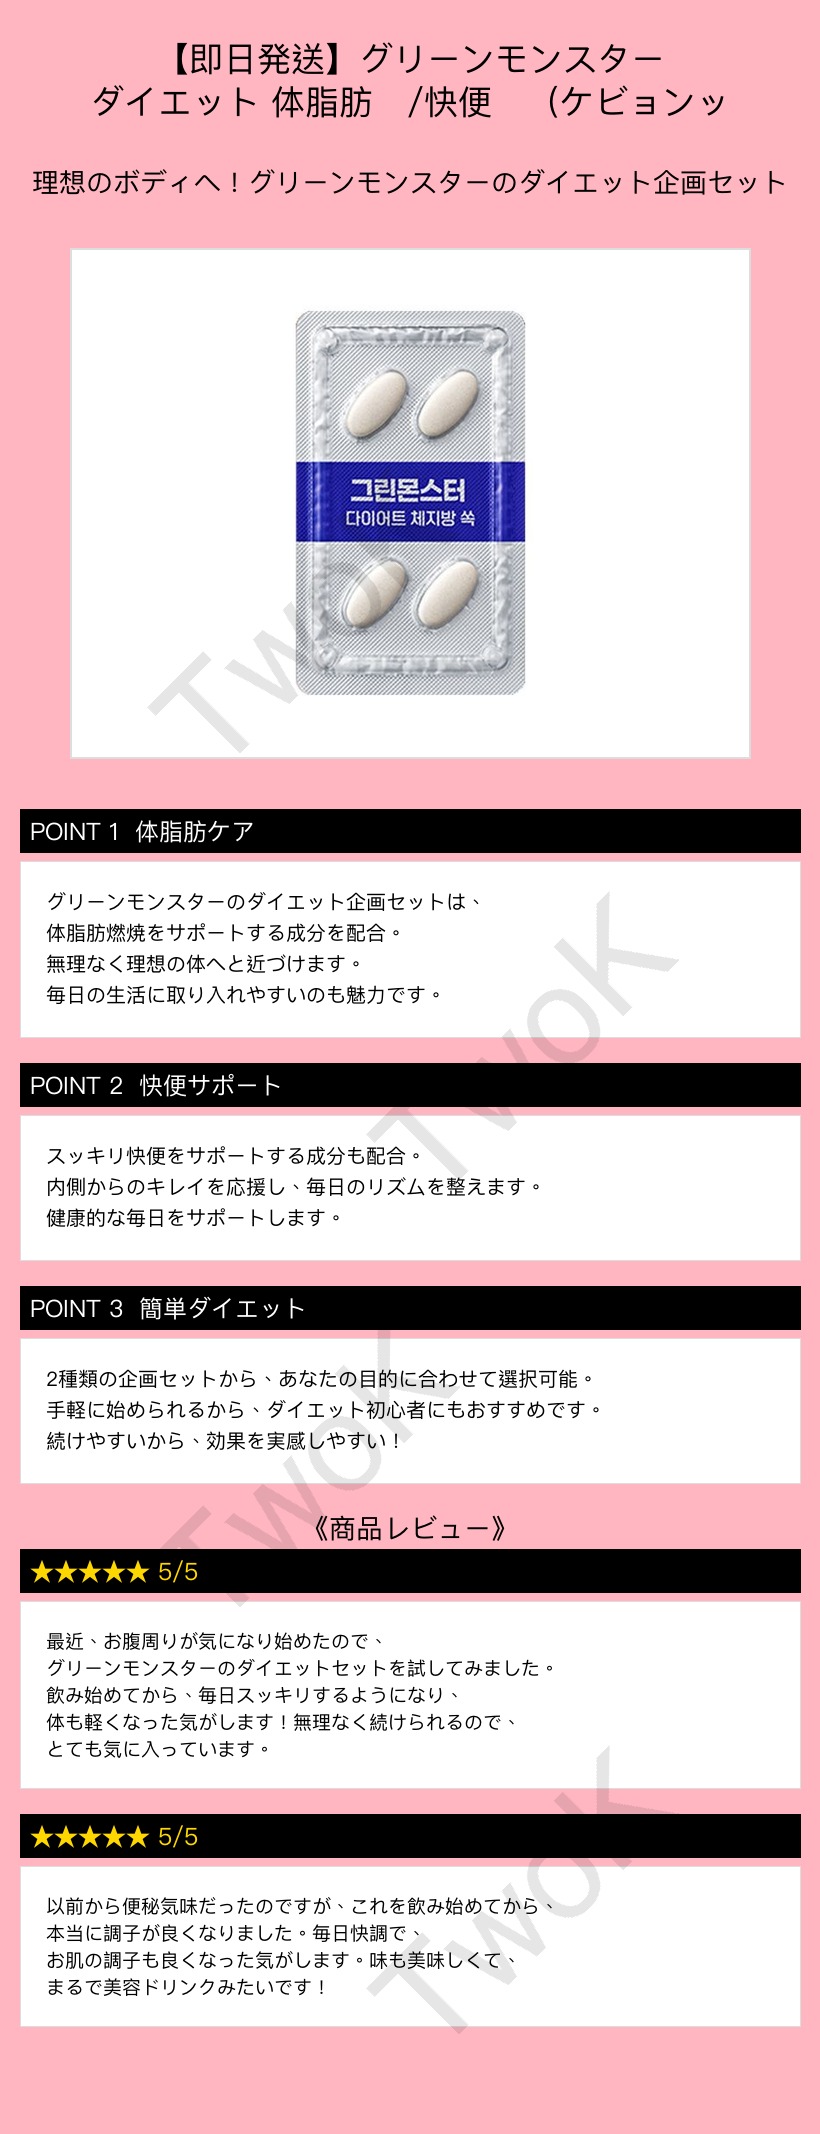 【即日発送】グリーンモンスター
ダイエット 体脂肪　/快便　(ケビョンッ
理想のボディへ！グリーンモンスターのダイエット企画セット
그린몬스터
다이어트 체지방 쏙
TwoK
POINT 1 体脂肪ケア
グリーンモンスターのダイエット企画セットは、
体脂肪燃焼をサポートする成分を配合。
無理なく理想の体へと近づけます。
毎日の生活に取り入れやすいのも魅力です。
TwoK
POINT 2 快便サポート
スッキリ快便をサポートする成分も配合。
内側からのキレイを応援し、毎日のリズムを整えます。
健康的な毎日をサポートします。
POINT 3 簡単ダイエット
2種類の企画セットから、あなたの目的に合わせて選択可能。
手軽に始められるから、ダイエット初心者にもおすすめです。
続けやすいから、効果を実感しやすい！
TwoK
《商品レビュー》
★★★★★ 5/5
最近、お腹周りが気になり始めたので、
グリーンモンスターのダイエットセットを試してみました。
飲み始めてから、毎日スッキリするようになり、
体も軽くなった気がします！無理なく続けられるので、
とても気に入っています。
★★★★★ 5/5
以前から便秘気味だったのですが、これを飲み始めてから、
本当に調子が良くなりました。毎日快調で、
お肌の調子も良くなった気がします。味も美味しくて、
まるで美容ドリンクみたいです！
TwoK